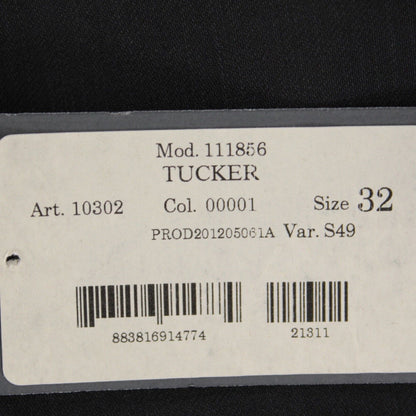 Mod. 111856
TUCKER
Art. 10302 Col. 00001 Size 32
PROD201205061A Var. S49
883816914774 21311